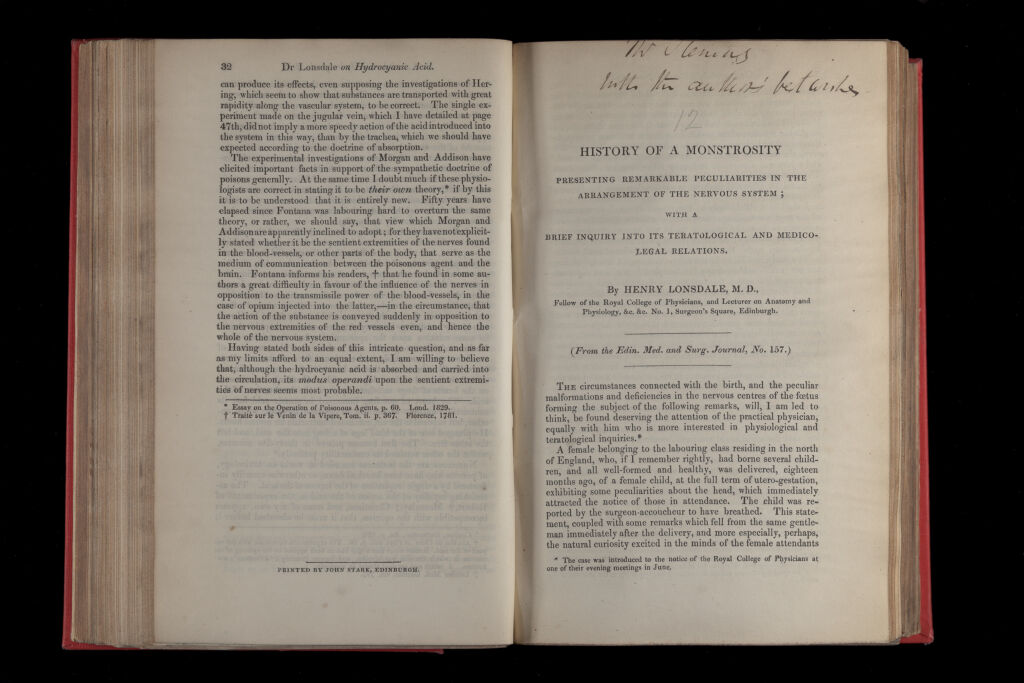 32 Dr Lonsdale on Hydrocyanic Acid.
can produce its effects, even supposing the investigations of Her-
ing, which seem to show that substances are transported with great
rapidity along the vascular system, to be correct. The single ex-
periment made on the jugular vein, which I have detailed at page
47th, did not imply a more speedy action of the acid introduced into
the system in this way, than by the trachea, which we should have
expected according to the doctrine of absorption.
The experimental investigations of Morgan and Addison have
elicited important facts in support of the sympathetic doctrine of
poisons generally. At the same time I doubt much if these physio-
logists are correct in stating it to be their own theory,* if by this
it is to be understood that it is entirely new. Fifty years have
elapsed since Fontana was labouring hard to overturn the same
theory, or rather, we should say, that view which Morgan and
Addison are apparently inclined to adopt; for they have not explicit-
ly stated whether it be the sentient extremities of the nerves found
in the blood-vessels, or other parts of the body, that serve as the
medium of communication between the poisonous agent and the
brain. Fontana informs his readers, † that he found in some au-
thors a great difficulty in favour of the influence of the nerves in
opposition to the transmissile power of the blood-vessels, in the
case of opium injected into the latter,—in the circumstance, that
the action of the substance is conveyed suddenly in opposition to
the nervous extremities of the red vessels even, and hence the
whole of the nervous system.
Having stated both sides of this intricate question, and as far
as my limits afford to an equal extent, I am willing to believe
that, although the hydrocyanic acid is absorbed and carried into
the circulation, its modus operandi upon the sentient extremi-
ties of nerves seems most probable.
* Essay on the Operation of Poisonous Agents, p. 60. Lond. 1829.
† Traité sur le Venin de la Vipere, Tom. ii. p. 367. Florence, 1781.
PRINTED BY JOHN STARK, EDINBURGH.
With the author's best wishes
12
HISTORY OF A MONSTROSITY
PRESENTING REMARKABLE PECULIARITIES IN THE
ARRANGEMENT OF THE NERVOUS SYSTEM ;
WITH A
BRIEF INQUIRY INTO ITS TERATOLOGICAL AND MEDICO-
LEGAL RELATIONS.
By HENRY LONSDALE, M. D.,
Fellow of the Royal College of Physicians, and Lecturer on Anatomy and
Physiology, &c. &c. No. 1, Surgeon's Square, Edinburgh.
(From the Edin. Med. and Surg. Journal, No. 157.)
THE circumstances connected with the birth, and the peculiar
malformations and deficiencies in the nervous centres of the fœtus
forming the subject of the following remarks, will, I am led to
think, be found deserving the attention of the practical physician,
equally with him who is more interested in physiological and
teratological inquiries.*
A female belonging to the labouring class residing in the north
of England, who, if I remember rightly, had borne several child-
ren, and all well-formed and healthy, was delivered, eighteen
months ago, of a female child, at the full term of utero-gestation,
exhibiting some peculiarities about the head, which immediately
attracted the notice of those in attendance. The child was re-
ported by the surgeon-accoucheur to have breathed. This state-
ment, coupled with some remarks which fell from the same gentle-
man immediately after the delivery, and more especially, perhaps,
the natural curiosity excited in the minds of the female attendants
* The case was introduced to the notice of the Royal College of Physicians at
one of their evening meetings in June.